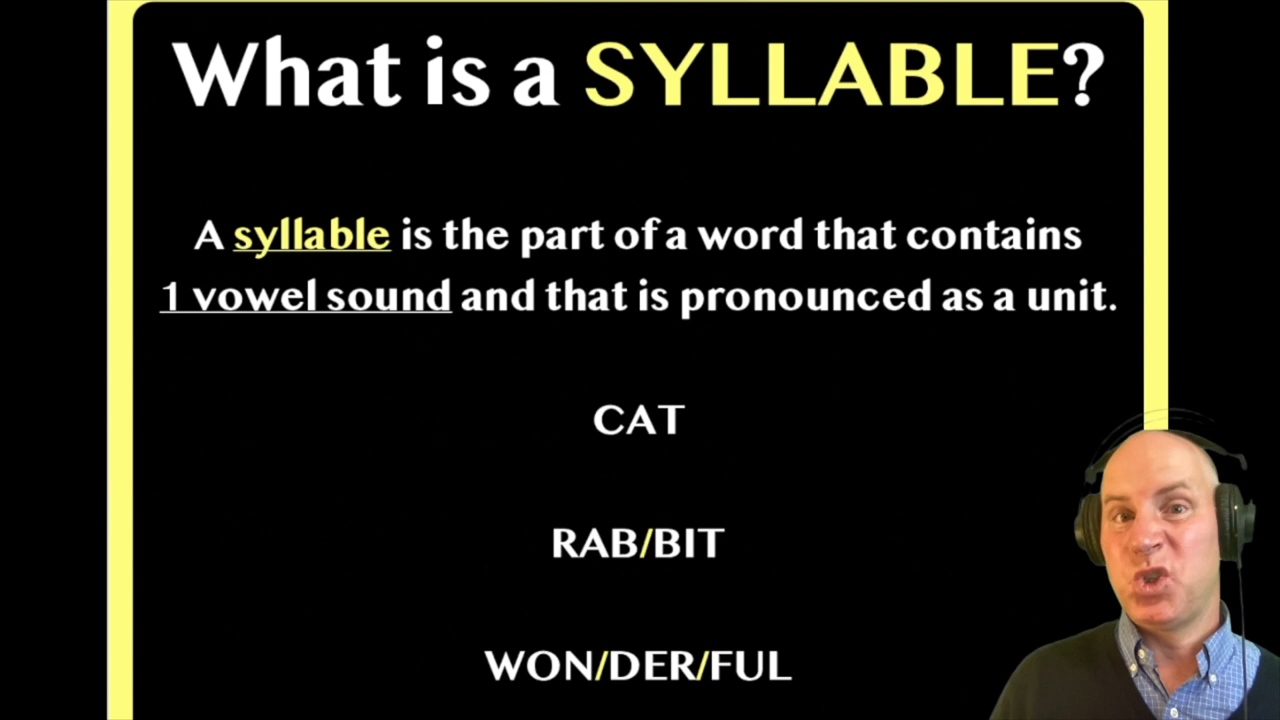 What is a SYLLABLE?
A syllable is the part of a word that contains
1 vowel sound and that is pronounced as a unit.
CAT
RAB/BIT
WON/DER/FUL